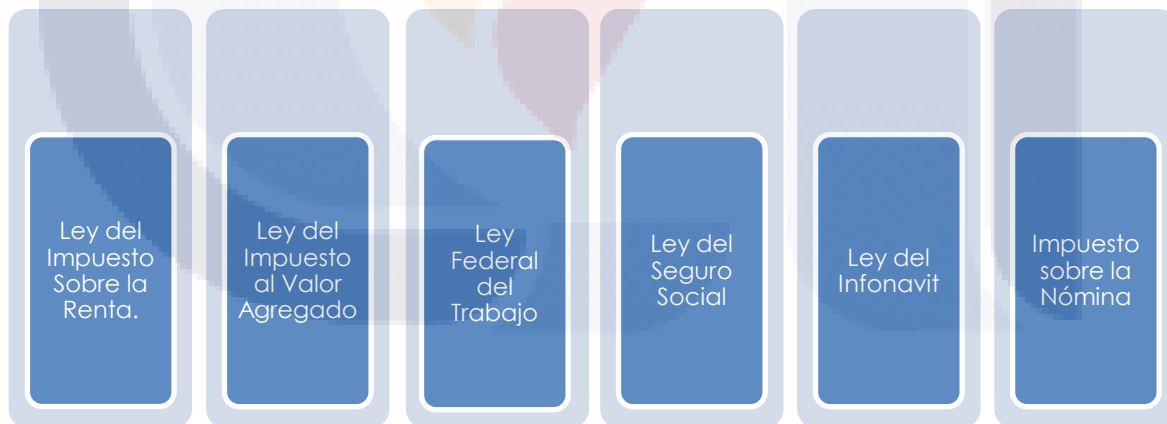 Ley del
Impuesto
Sobre la
Renta.
Ley del
Impuesto
al Valor
Agregado
Ley
Federal
del
Trabajo
Ley del
Seguro
Social
Ley del
Infonavit
Impuesto
sobre la
Nómina